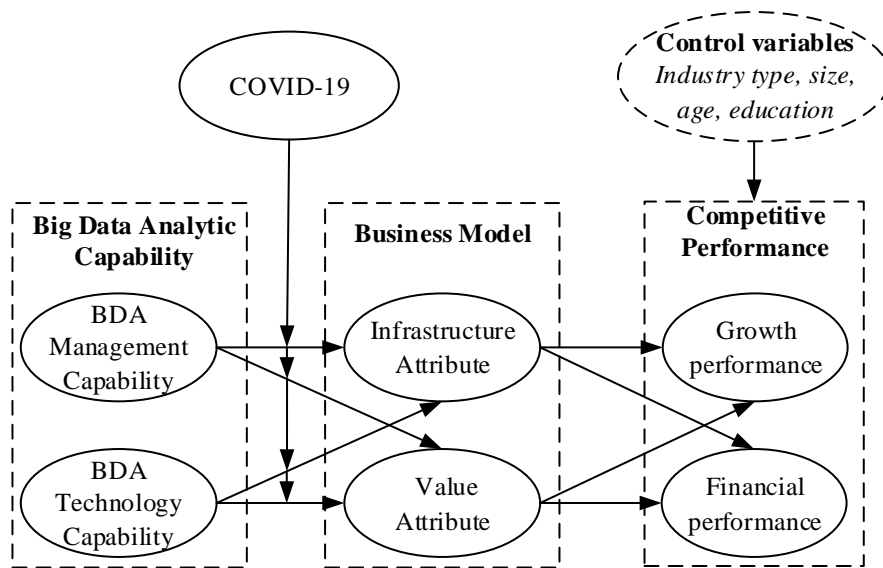 COVID-19
Control variables
Industry type, size,
age, education
Big Data Analytic
Capability
Business Model
Competitive
Performance
BDA
Management
Capability
Infrastructure
Attribute
Growth
performance
BDA
Technology
Capability
Value
Attribute
Financial
performance